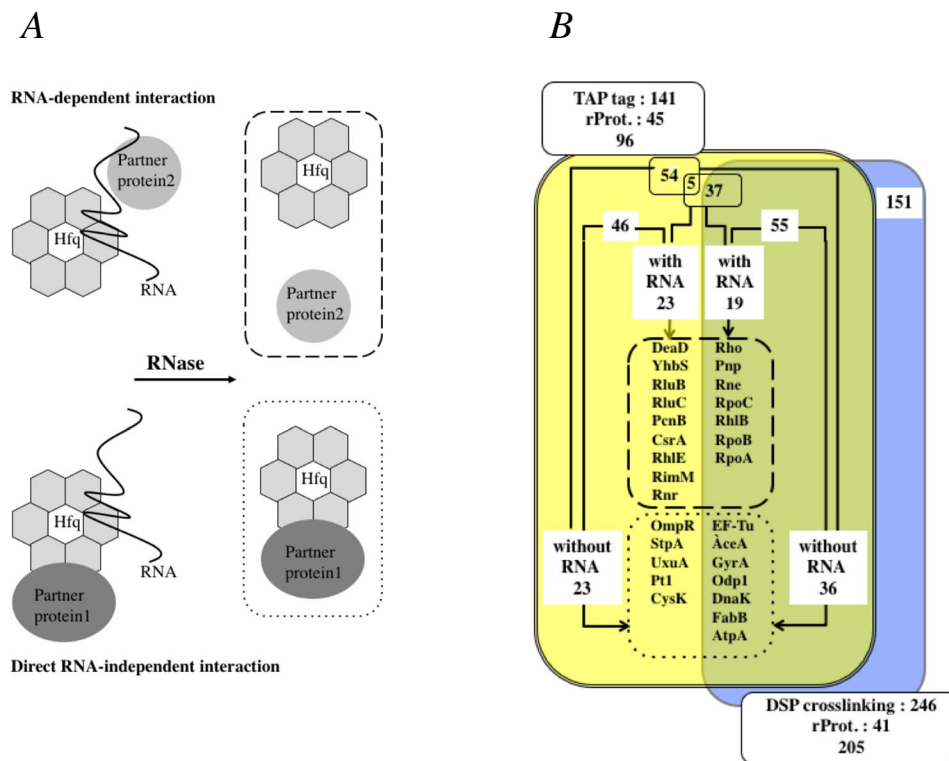 A
B
RNA-dependent interaction
Partner
protein2
Hfq
RNA
Hfq
Partner
protein2
RNase
Hfq
RNA
Partner
protein1
Hfq
Partner
protein1
Direct RNA-independent interaction
TAP tag : 141
rProt. : 45
96
54
5
37
151
46
55
with
RNA
23
with
RNA
19
DeaD
YhbS
RluB
RluC
PcnB
CsrA
RhlE
RimM
Rnr
Rho
Pnp
Rne
RpoC
RhlB
RpoB
RpoA
without
RNA
23
OmpR
StpA
UxuA
Pt1
CysK
EF-Tu
ÀceA
GyrA
Odp1
DnaK
FabB
AtpA
without
RNA
36
DSP crosslinking : 246
rProt. : 41
205